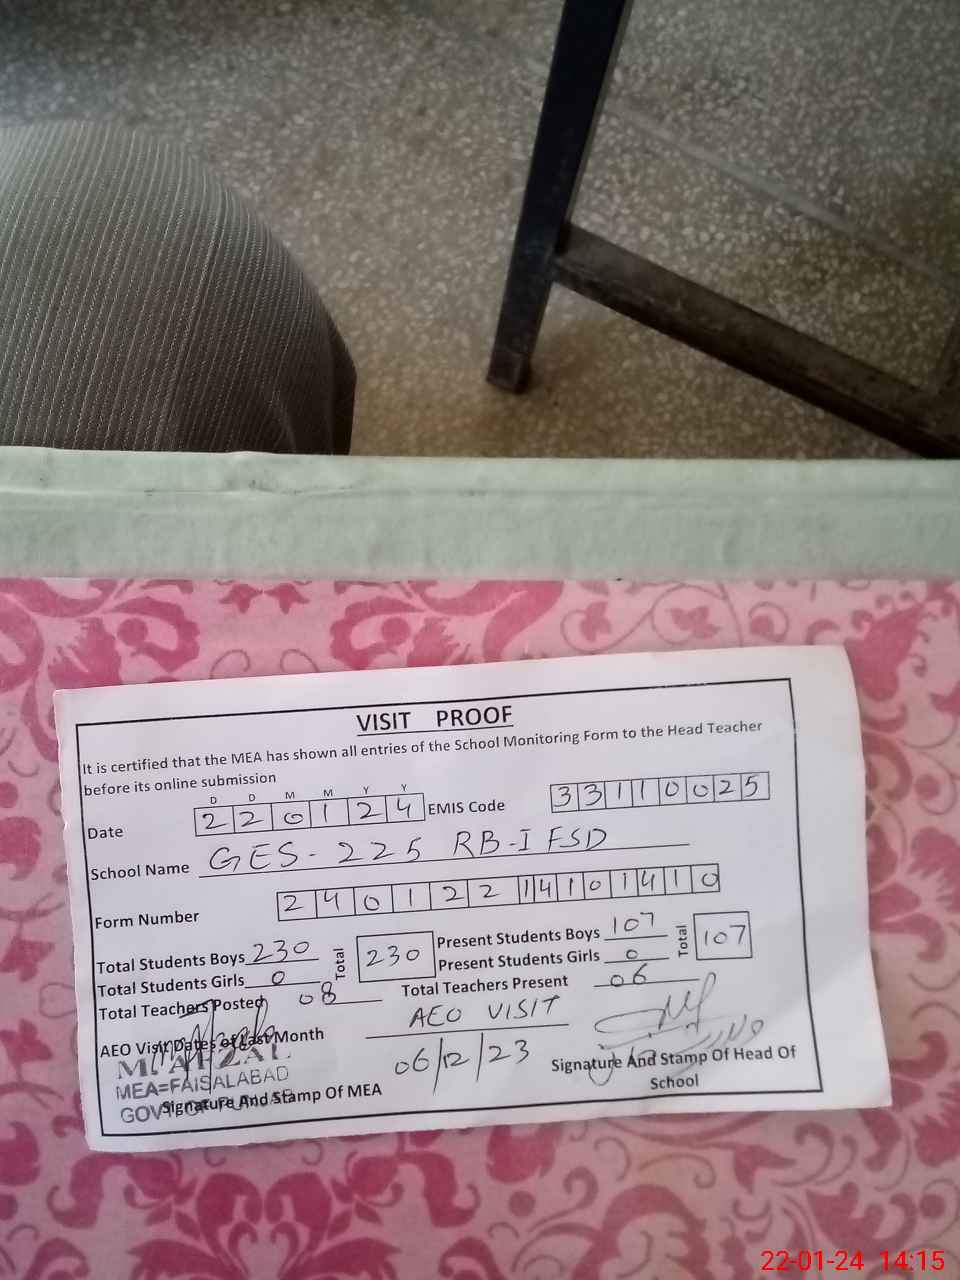 VISIT PROOF
It is certified that the MEA has shown all entries of the School Monitoring Form to the Head Teacher
before its online submission
D D M M Y Y
Date 2 2 0 1 2 4 EMIS Code 3 3 1 1 0 0 2 5
School Name GES - 225 RB-I FSD
Form Number 2 4 0 1 2 2 14 10 1 4 1 0
Total Students Boys 230 Total 230 Present Students Boys 107 Total 107
Total Students Girls 0 Present Students Girls 0
Total Teachers Posted 08 Total Teachers Present 06
AEO Visit Dates of Last Month AEO VISIT
06/12/23
AFZAL
MEA=FAISALABAD
GOVT. OF PUNJAB
Signature And Stamp Of MEA
Signature And Stamp Of Head Of
School
22-01-24 14:15